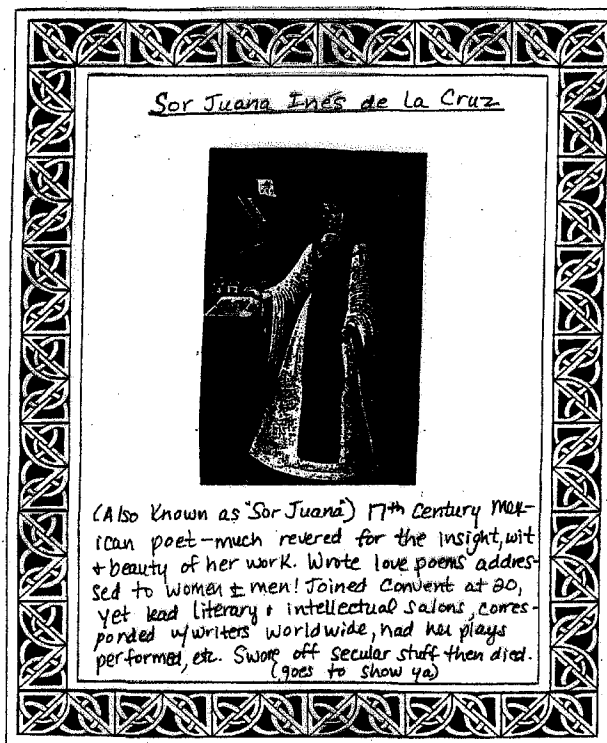 Sor Juana Inés de la Cruz
(Also Known as "Sor Juana") 17th Century Mex-
ican poet - much revered for the insight, wit
+ beauty of her work. Wrote love poems addres-
sed to women ± men! Joined Convent at 20,
yet lead literary + intellectual salons, corres-
ponded w/writers worldwide, had her plays
performed, etc. Swore off secular stuff then died.
(goes to show ya)